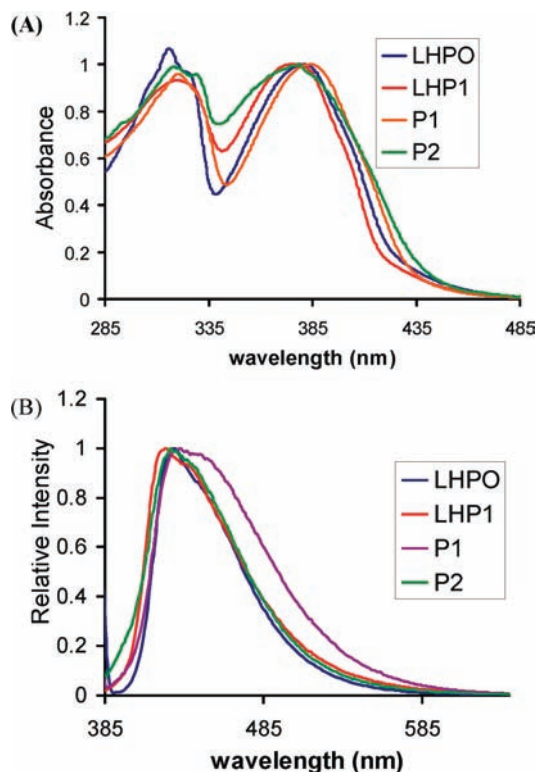 (A)
1.2
1
0.8
0.6
0.4
0.2
0
Absorbance
LHPO
LHP1
P1
P2
285 335 385 435 485
wavelength (nm)
(B)
1.2
1
0.8
0.6
0.4
0.2
0
Relative Intensity
LHPO
LHP1
P1
P2
385 485 585
wavelength (nm)